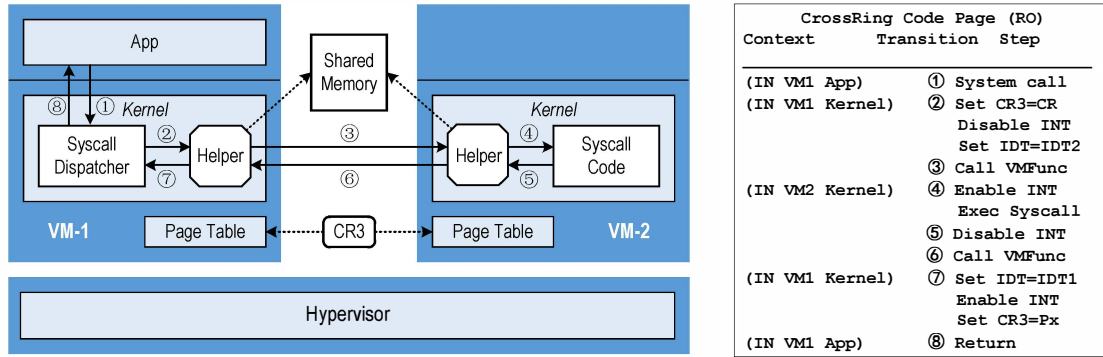 App
⑧
①
Kernel
Syscall
Dispatcher
②
⑦
Helper
Shared
Memory
③
⑥
Kernel
Helper
④
⑤
Syscall
Code
VM-1
Page Table
CR3
Page Table
VM-2
Hypervisor
CrossRing Code Page (RO)
Context Transition Step
(IN VM1 App) ① System call
(IN VM1 Kernel) ② Set CR3=CR
Disable INT
Set IDT=IDT2
③ Call VMFunc
(IN VM2 Kernel) ④ Enable INT
Exec Syscall
⑤ Disable INT
⑥ Call VMFunc
(IN VM1 Kernel) ⑦ Set IDT=IDT1
Enable INT
Set CR3=Px
(IN VM1 App) ⑧ Return